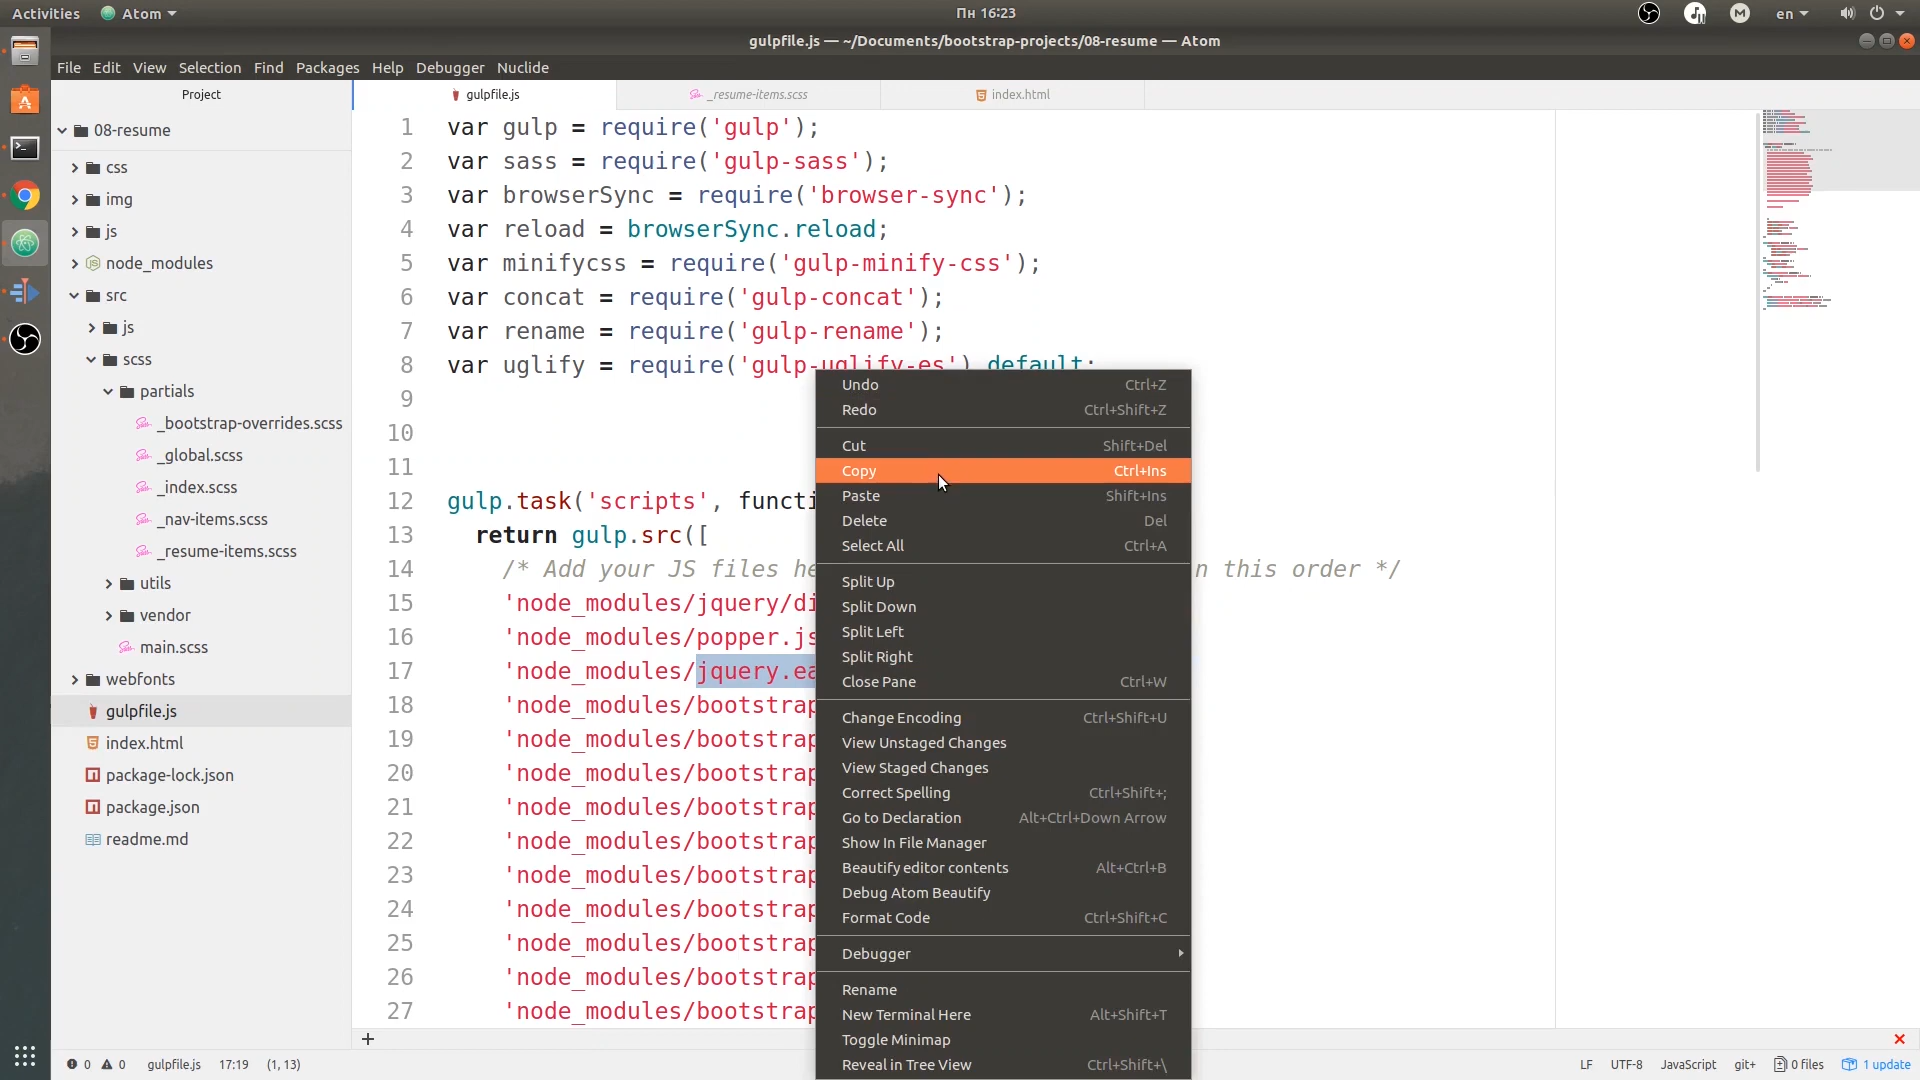 Activities Atom Пн 16:23 en
gulpfile.js — ~/Documents/bootstrap-projects/08-resume — Atom
File Edit View Selection Find Packages Help Debugger Nuclide
Project
08-resume
css
img
js
node_modules
src
js
scss
partials
_bootstrap-overrides.scss
_global.scss
_index.scss
_nav-items.scss
_resume-items.scss
utils
vendor
main.scss
webfonts
gulpfile.js
index.html
package-lock.json
package.json
readme.md
gulpfile.js _resume-items.scss index.html
1 var gulp = require('gulp');
2 var sass = require('gulp-sass');
3 var browserSync = require('browser-sync');
4 var reload = browserSync.reload;
5 var minifycss = require('gulp-minify-css');
6 var concat = require('gulp-concat');
7 var rename = require('gulp-rename');
8 var uglify = require('gulp-uglify-es').default;
9
10
11
12 gulp.task('scripts', functi
13 return gulp.src([
14 /* Add your JS files he n this order */
15 'node_modules/jquery/di
16 'node_modules/popper.js
17 'node_modules/jquery.ea
18 'node_modules/bootstrap
19 'node_modules/bootstrap
20 'node_modules/bootstrap
21 'node_modules/bootstrap
22 'node_modules/bootstrap
23 'node_modules/bootstrap
24 'node_modules/bootstrap
25 'node_modules/bootstrap
26 'node_modules/bootstrap
27 'node_modules/bootstrap
Undo Ctrl+Z
Redo Ctrl+Shift+Z
Cut Shift+Del
Copy Ctrl+Ins
Paste Shift+Ins
Delete Del
Select All Ctrl+A
Split Up
Split Down
Split Left
Split Right
Close Pane Ctrl+W
Change Encoding Ctrl+Shift+U
View Unstaged Changes
View Staged Changes
Correct Spelling Ctrl+Shift+;
Go to Declaration Alt+Ctrl+Down Arrow
Show In File Manager
Beautify editor contents Alt+Ctrl+B
Debug Atom Beautify
Format Code Ctrl+Shift+C
Debugger
Rename
New Terminal Here Alt+Shift+T
Toggle Minimap
Reveal in Tree View Ctrl+Shift+\
0 0 gulpfile.js 17:19 (1, 13) LF UTF-8 JavaScript git+ 0 files 1 update